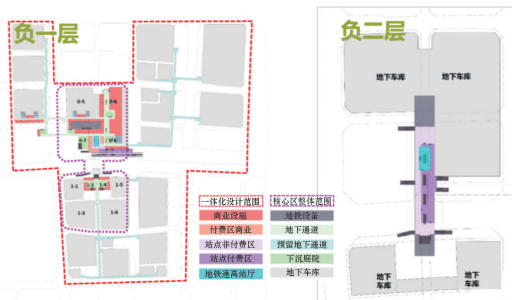 负一层
0-5
0-6
1-1
1-2
1-4
1-5
1-3
1-6
一体化设计范围
核心区整体范围
商业设施
地铁设备
付费区商业
地下通道
站点非付费区
预留地下通道
站点付费区
下沉庭院
地铁通高站厅
地下车库
负二层
地下车库
地下车库
地下
车库
地下
车库